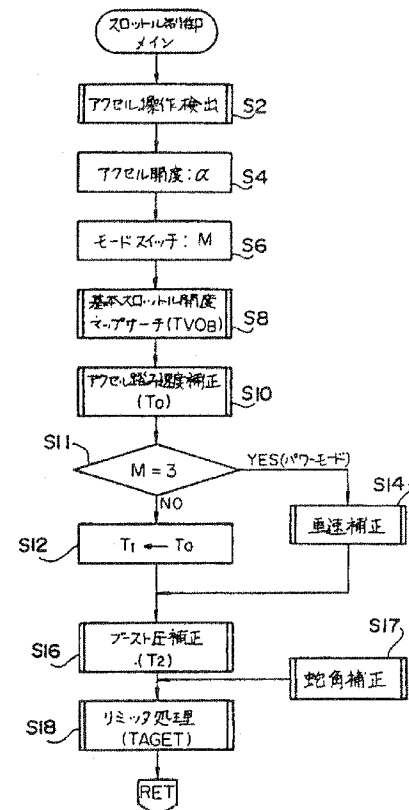 スロットル制御
メイン
アクセル操作検出
S2
アクセル開度:α
S4
モードスイッチ:M
S6
基本スロットル開度
マップサーチ(TVOB)
S8
アクセル踏み速度補正
(T0)
S10
S11
M=3
YES(パワーモード)
NO
S14
車速補正
S12
T1 ← T0
S16
ブースト圧補正
(T2)
S17
蛇角補正
S18
リミッタ処理
(TAGET)
RET